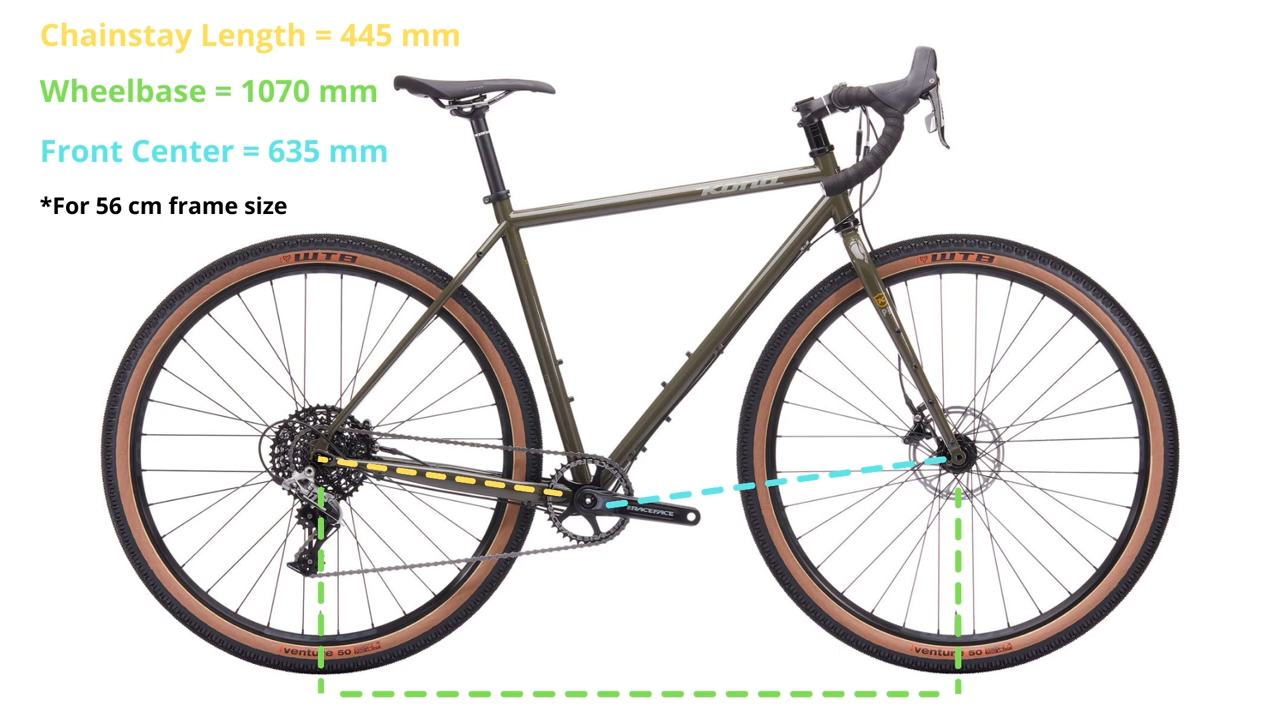 Chainstay Length = 445 mm
Wheelbase = 1070 mm
Front Center = 635 mm
*For 56 cm frame size
KONA
WTB
WTB
RACEFACE
venture 50
venture 50